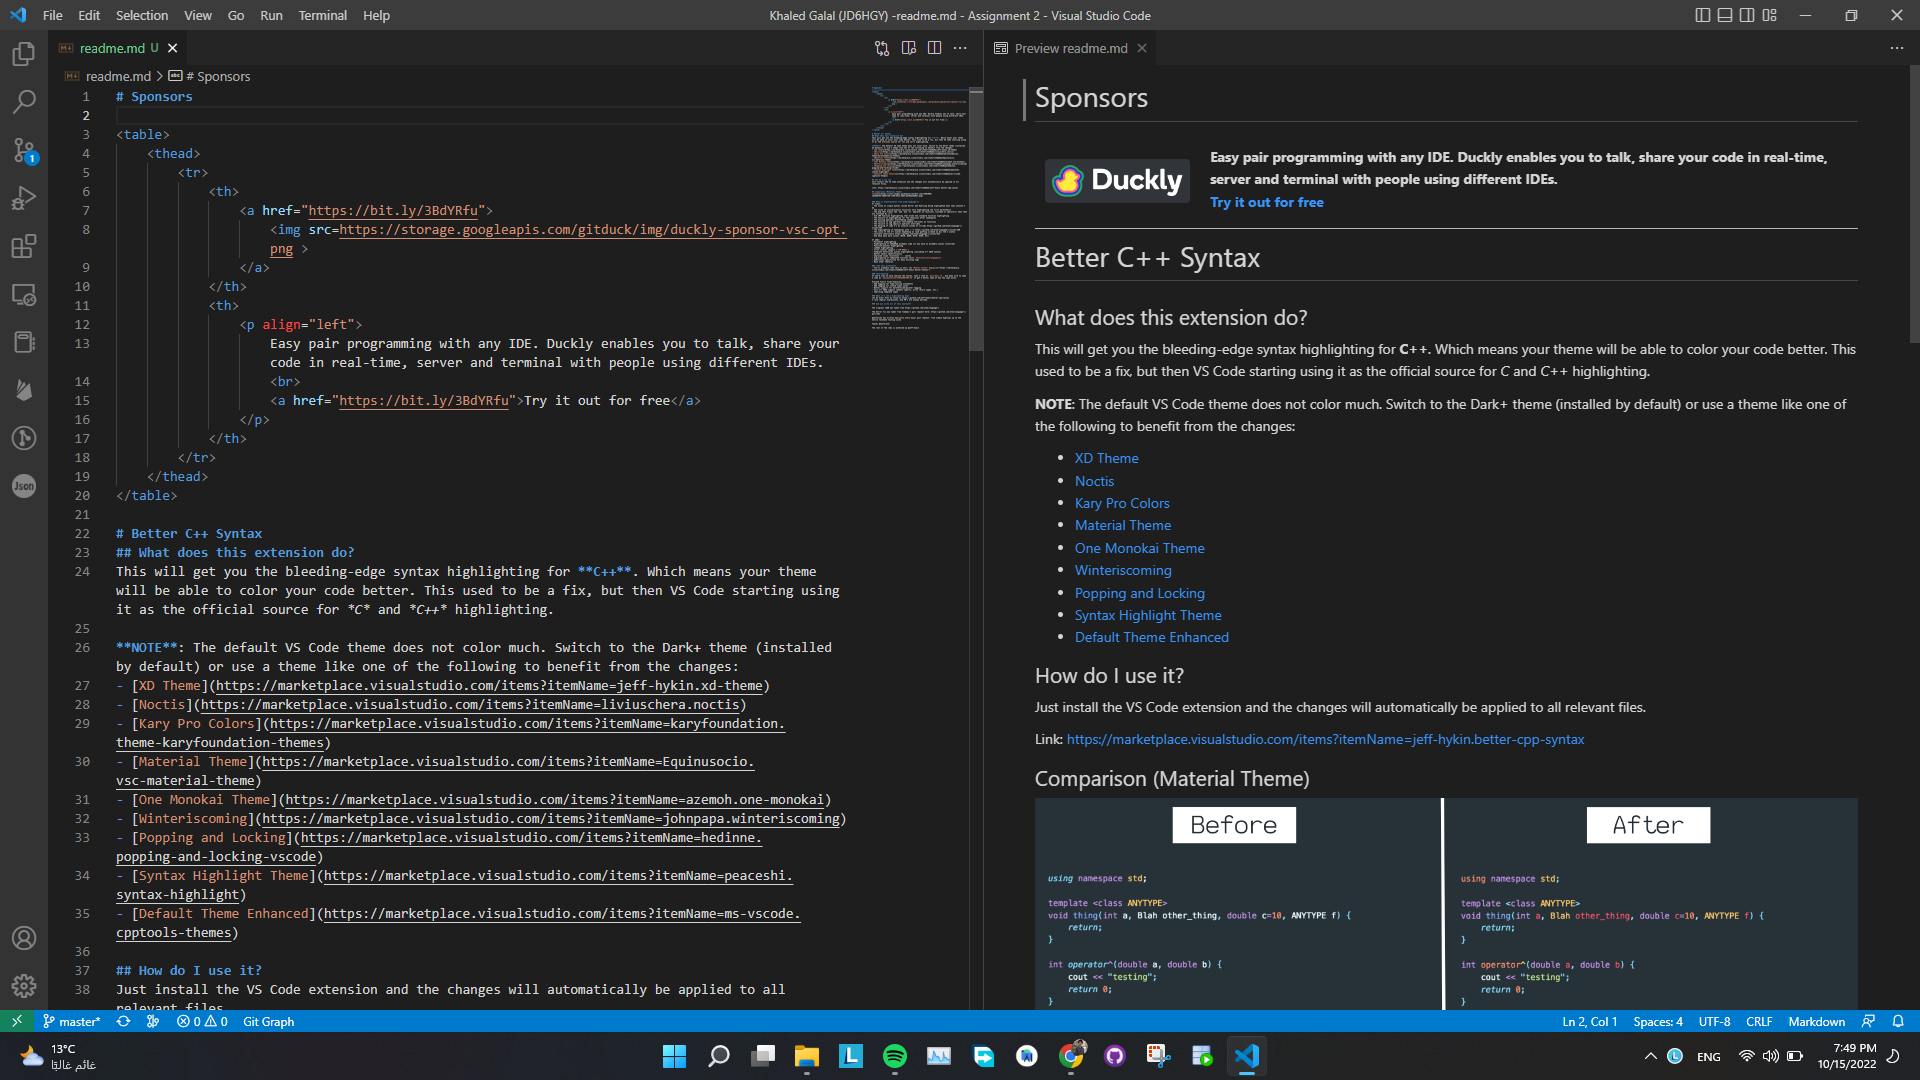 File Edit Selection View Go Run Terminal Help
Khaled Galal (JD6HGY) -readme.md - Assignment 2 - Visual Studio Code
readme.md U
readme.md > # Sponsors
1 # Sponsors
2
3 <table>
4 <thead>
5 <tr>
6 <th>
7 <a href="https://bit.ly/3BdYRfu">
8 <img src=https://storage.googleapis.com/gitduck/img/duckly-sponsor-vsc-opt.
png >
9 </a>
10 </th>
11 <th>
12 <p align="left">
13 Easy pair programming with any IDE. Duckly enables you to talk, share your
code in real-time, server and terminal with people using different IDEs.
14 <br>
15 <a href="https://bit.ly/3BdYRfu">Try it out for free</a>
16 </p>
17 </th>
18 </tr>
19 </thead>
20 </table>
21
22 # Better C++ Syntax
23 ## What does this extension do?
24 This will get you the bleeding-edge syntax highlighting for **C++**. Which means your theme
will be able to color your code better. This used to be a fix, but then VS Code starting using
it as the official source for *C* and *C++* highlighting.
25
26 **NOTE**: The default VS Code theme does not color much. Switch to the Dark+ theme (installed
by default) or use a theme like one of the following to benefit from the changes:
27 - [XD Theme](https://marketplace.visualstudio.com/items?itemName=jeff-hykin.xd-theme)
28 - [Noctis](https://marketplace.visualstudio.com/items?itemName=liviuschera.noctis)
29 - [Kary Pro Colors](https://marketplace.visualstudio.com/items?itemName=karyfoundation.
theme-karyfoundation-themes)
30 - [Material Theme](https://marketplace.visualstudio.com/items?itemName=Equinusocio.
vsc-material-theme)
31 - [One Monokai Theme](https://marketplace.visualstudio.com/items?itemName=azemoh.one-monokai)
32 - [Winteriscoming](https://marketplace.visualstudio.com/items?itemName=johnpapa.winteriscoming)
33 - [Popping and Locking](https://marketplace.visualstudio.com/items?itemName=hedinne.
popping-and-locking-vscode)
34 - [Syntax Highlight Theme](https://marketplace.visualstudio.com/items?itemName=peaceshi.
syntax-highlight)
35 - [Default Theme Enhanced](https://marketplace.visualstudio.com/items?itemName=ms-vscode.
cpptools-themes)
36
37 ## How do I use it?
38 Just install the VS Code extension and the changes will automatically be applied to all
relevant files
Preview readme.md
Sponsors
Duckly
Easy pair programming with any IDE. Duckly enables you to talk, share your code in real-time,
server and terminal with people using different IDEs.
Try it out for free
Better C++ Syntax
What does this extension do?
This will get you the bleeding-edge syntax highlighting for C++. Which means your theme will be able to color your code better. This
used to be a fix, but then VS Code starting using it as the official source for C and C++ highlighting.
NOTE: The default VS Code theme does not color much. Switch to the Dark+ theme (installed by default) or use a theme like one of
the following to benefit from the changes:
• XD Theme
• Noctis
• Kary Pro Colors
• Material Theme
• One Monokai Theme
• Winteriscoming
• Popping and Locking
• Syntax Highlight Theme
• Default Theme Enhanced
How do I use it?
Just install the VS Code extension and the changes will automatically be applied to all relevant files.
Link: https://marketplace.visualstudio.com/items?itemName=jeff-hykin.better-cpp-syntax
Comparison (Material Theme)
Before
using namespace std;
template <class ANYTYPE>
void thing(int a, Blah other_thing, double c=10, ANYTYPE f) {
return;
}
int operator^(double a, double b) {
cout << "testing";
return 0;
}
After
using namespace std;
template <class ANYTYPE>
void thing(int a, Blah other_thing, double c=10, ANYTYPE f) {
return;
}
int operator^(double a, double b) {
cout << "testing";
return 0;
}
1
Json
master* 0 0 Git Graph
Ln 2, Col 1 Spaces: 4 UTF-8 CRLF Markdown
13°C
غائم غالبًا
L
ENG
7:49 PM
10/15/2022